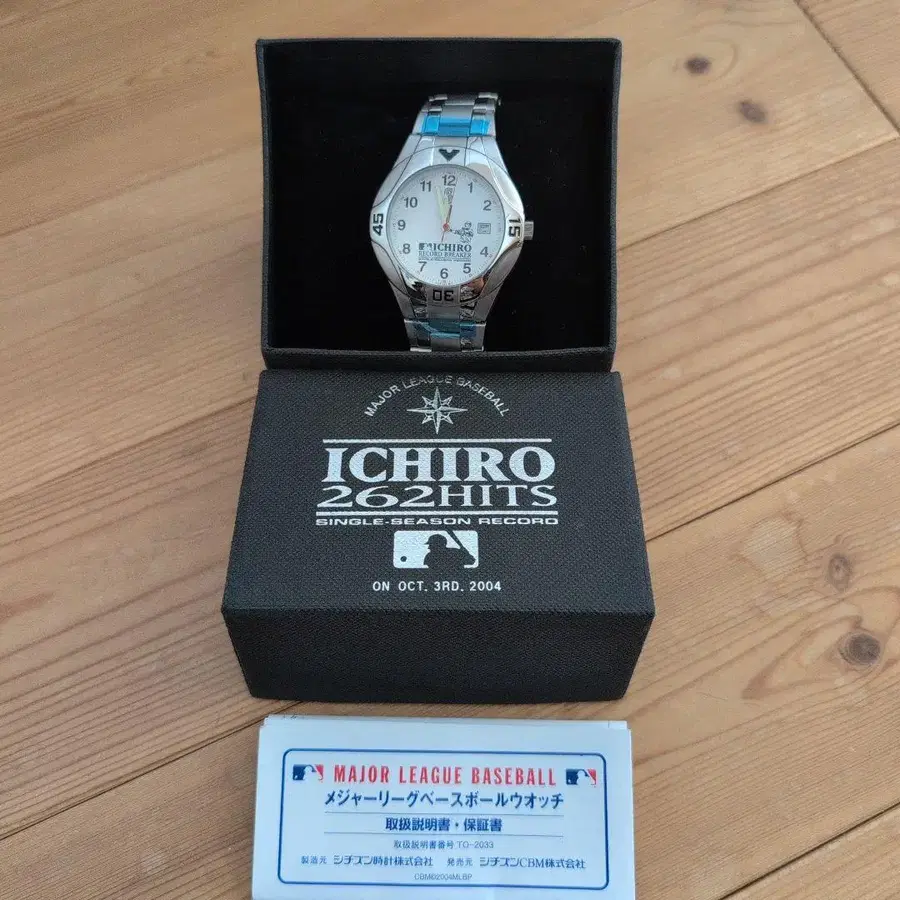 12
11
1
10
2
9
8
4
7
6
5
45
15
30
ICHIRO
RECORD BREAKER
MAJOR LEAGUE BASEBALL
ICHIRO
262HITS
SINGLE-SEASON RECORD
ON OCT. 3RD. 2004
MAJOR LEAGUE BASEBALL
メジャーリーグベースボールウオッチ
取扱説明書・保証書
取扱説明書番号 TO-2033
製造元 シチズン時計株式会社 発売元 シチズンCBM株式会社